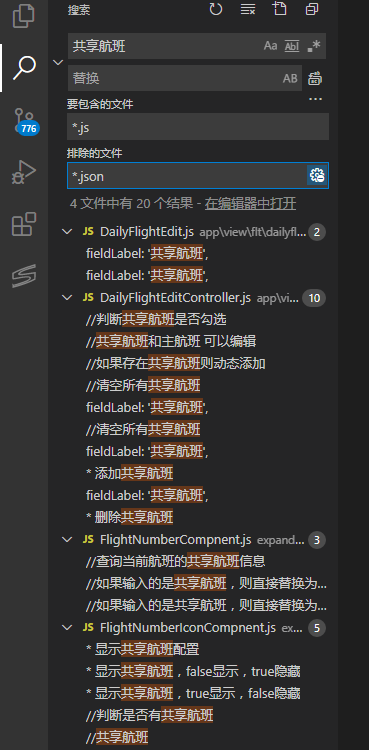 搜索
共享航班
Aa Abl .*
替换
AB
要包含的文件
...
*.js
排除的文件
*.json
4 文件中有 20 个结果 - 在编辑器中打开
776
JS DailyFlightEdit.js app\view\flt\dailyfl... 2
fieldLabel: '共享航班',
fieldLabel: '共享航班',
JS DailyFlightEditController.js app\vi... 10
//判断共享航班是否勾选
//共享航班和主航班 可以编辑
//如果存在共享航班则动态添加
//清空所有共享航班
fieldLabel: '共享航班',
//清空所有共享航班
fieldLabel: '共享航班',
* 添加共享航班
fieldLabel: '共享航班',
* 删除共享航班
JS FlightNumberCompnent.js expand... 3
//查询当前航班的共享航班信息
//如果输入的是共享航班，则直接替换为...
//如果输入的是共享航班，则直接替换为...
JS FlightNumberIconCompnent.js ex... 5
* 显示共享航班配置
* 显示共享航班，false显示，true隐藏
* 显示共享航班，true显示，false隐藏
//判断是否有共享航班
//共享航班